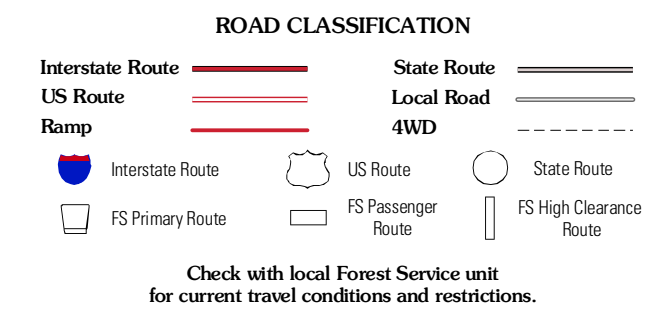 ROAD CLASSIFICATION
Interstate Route
State Route
US Route
Local Road
Ramp
4WD
Interstate Route
US Route
State Route
FS Primary Route
FS Passenger
Route
FS High Clearance
Route
Check with local Forest Service unit
for current travel conditions and restrictions.